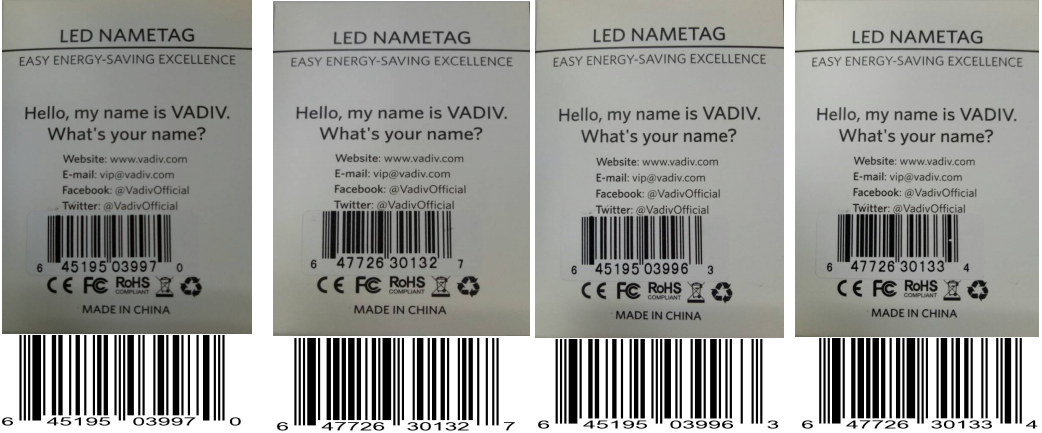 LED NAMETAG
EASY ENERGY-SAVING EXCELLENCE
Hello, my name is VADIV.
What's your name?
Website: www.vadiv.com
E-mail: vip@vadiv.com
Facebook: @VadivOfficial
Twitter: @VadivOfficial
6 45195 03997 0
CE FC RoHS
COMPLIANT
MADE IN CHINA
6 45195 03997 0
LED NAMETAG
EASY ENERGY-SAVING EXCELLENCE
Hello, my name is VADIV.
What's your name?
Website: www.vadiv.com
E-mail: vip@vadiv.com
Facebook: @VadivOfficial
Twitter: @VadivOfficial
6 47726 30132 7
CE FC RoHS
COMPLIANT
MADE IN CHINA
6 47726 30132 7
LED NAMETAG
EASY ENERGY-SAVING EXCELLENCE
Hello, my name is VADIV.
What's your name?
Website: www.vadiv.com
E-mail: vip@vadiv.com
Facebook: @VadivOfficial
Twitter: @VadivOfficial
6 45195 03996 3
CE FC RoHS
COMPLIANT
MADE IN CHINA
6 45195 03996 3
LED NAMETAG
EASY ENERGY-SAVING EXCELLENCE
Hello, my name is VADIV.
What's your name?
Website: www.vadiv.com
E-mail: vip@vadiv.com
Facebook: @VadivOfficial
Twitter: @VadivOfficial
6 47726 30133 4
CE FC RoHS
COMPLIANT
MADE IN CHINA
6 47726 30133 4